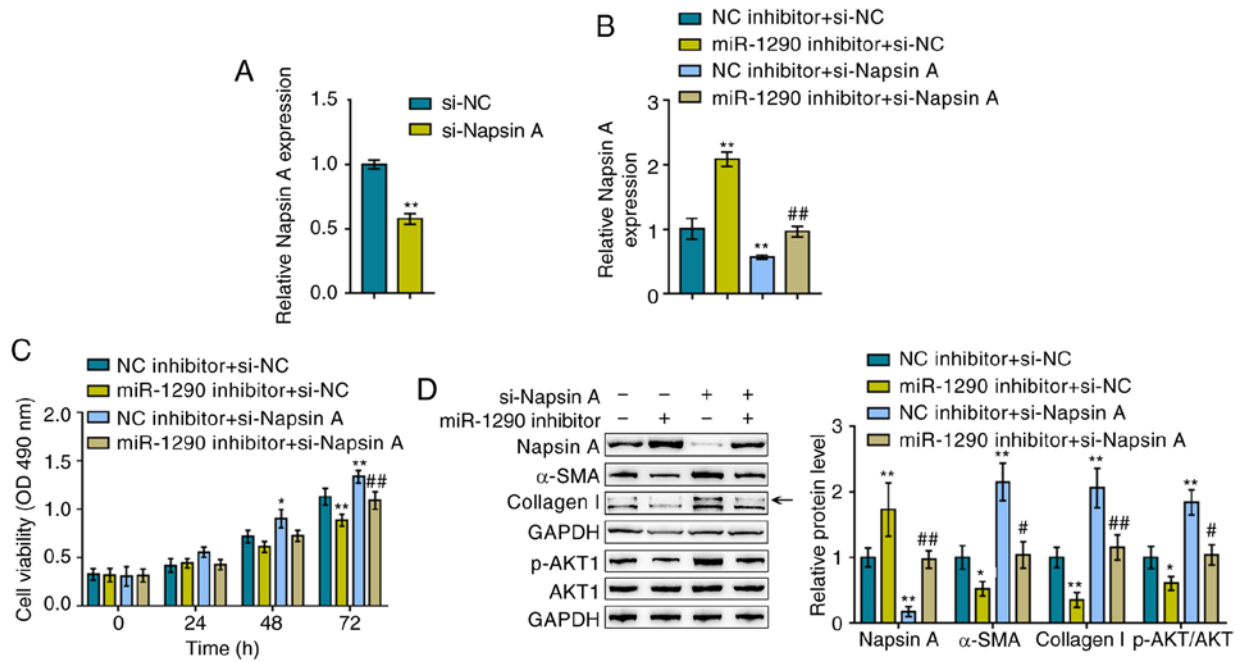 A
Relative Napsin A expression
1.5
1.0
0.5
0.0
si-NC
si-Napsin A
**
B
NC inhibitor+si-NC
miR-1290 inhibitor+si-NC
NC inhibitor+si-Napsin A
miR-1290 inhibitor+si-Napsin A
Relative Napsin A
expression
3
2
1
0
**
**
##
C
NC inhibitor+si-NC
miR-1290 inhibitor+si-NC
NC inhibitor+si-Napsin A
miR-1290 inhibitor+si-Napsin A
Cell viability (OD 490 nm)
2.0
1.5
1.0
0.5
0.0
*
**
**
##
0 24 48 72
Time (h)
D
si-Napsin A − − + +
miR-1290 inhibitor − + − +
Napsin A
α-SMA
Collagen I
GAPDH
p-AKT1
AKT1
GAPDH
NC inhibitor+si-NC
miR-1290 inhibitor+si-NC
NC inhibitor+si-Napsin A
miR-1290 inhibitor+si-Napsin A
Relative protein level
3
2
1
0
** ** ## * ** # ** ** ## * ** #
Napsin A α-SMA Collagen I p-AKT/AKT